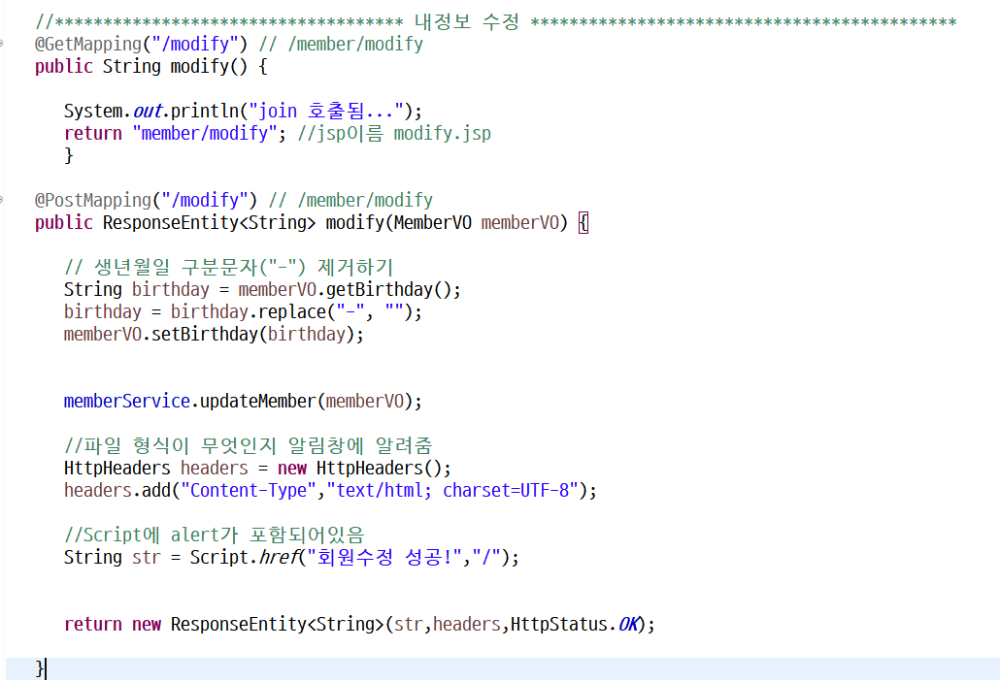 //************************************ 내정보 수정 ********************************************
@GetMapping("/modify") // /member/modify
public String modify() {
System.out.println("join 호출됨...");
return "member/modify"; //jsp이름 modify.jsp
}
@PostMapping("/modify") // /member/modify
public ResponseEntity<String> modify(MemberVO memberVO) {
// 생년월일 구분문자("-") 제거하기
String birthday = memberVO.getBirthday();
birthday = birthday.replace("-", "");
memberVO.setBirthday(birthday);
memberService.updateMember(memberVO);
//파일 형식이 무엇인지 알림창에 알려줌
HttpHeaders headers = new HttpHeaders();
headers.add("Content-Type","text/html; charset=UTF-8");
//Script에 alert가 포함되어있음
String str = Script.href("회원수정 성공!","/");
return new ResponseEntity<String>(str,headers,HttpStatus.OK);
}